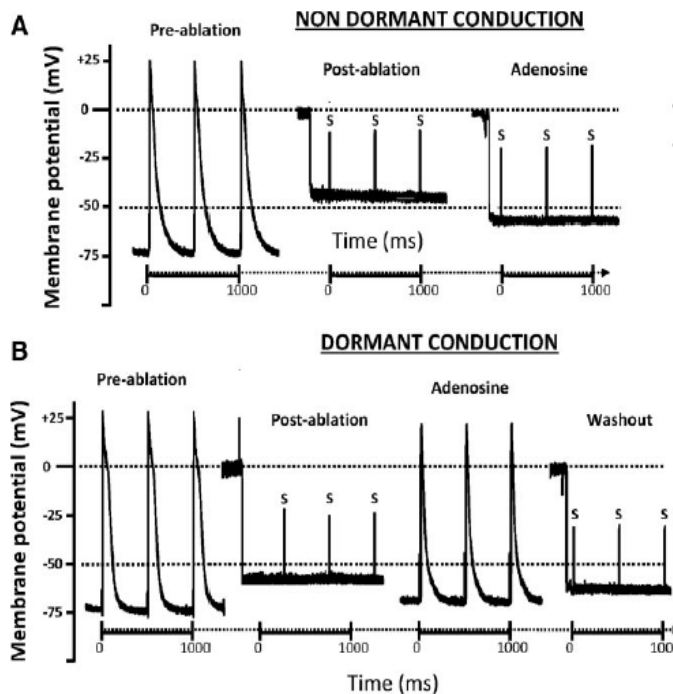 A
NON DORMANT CONDUCTION
Pre-ablation
Post-ablation
Adenosine
Membrane potential (mV)
+25
0
-25
-50
-75
S S S
S S S
Time (ms)
0 1000
0 1000
0 1000
B
DORMANT CONDUCTION
Pre-ablation
Post-ablation
Adenosine
Washout
Membrane potential (mV)
+25
0
-25
-50
-75
S S S
S S S
0 1000
0 1000
0 1000
0 100
Time (ms)